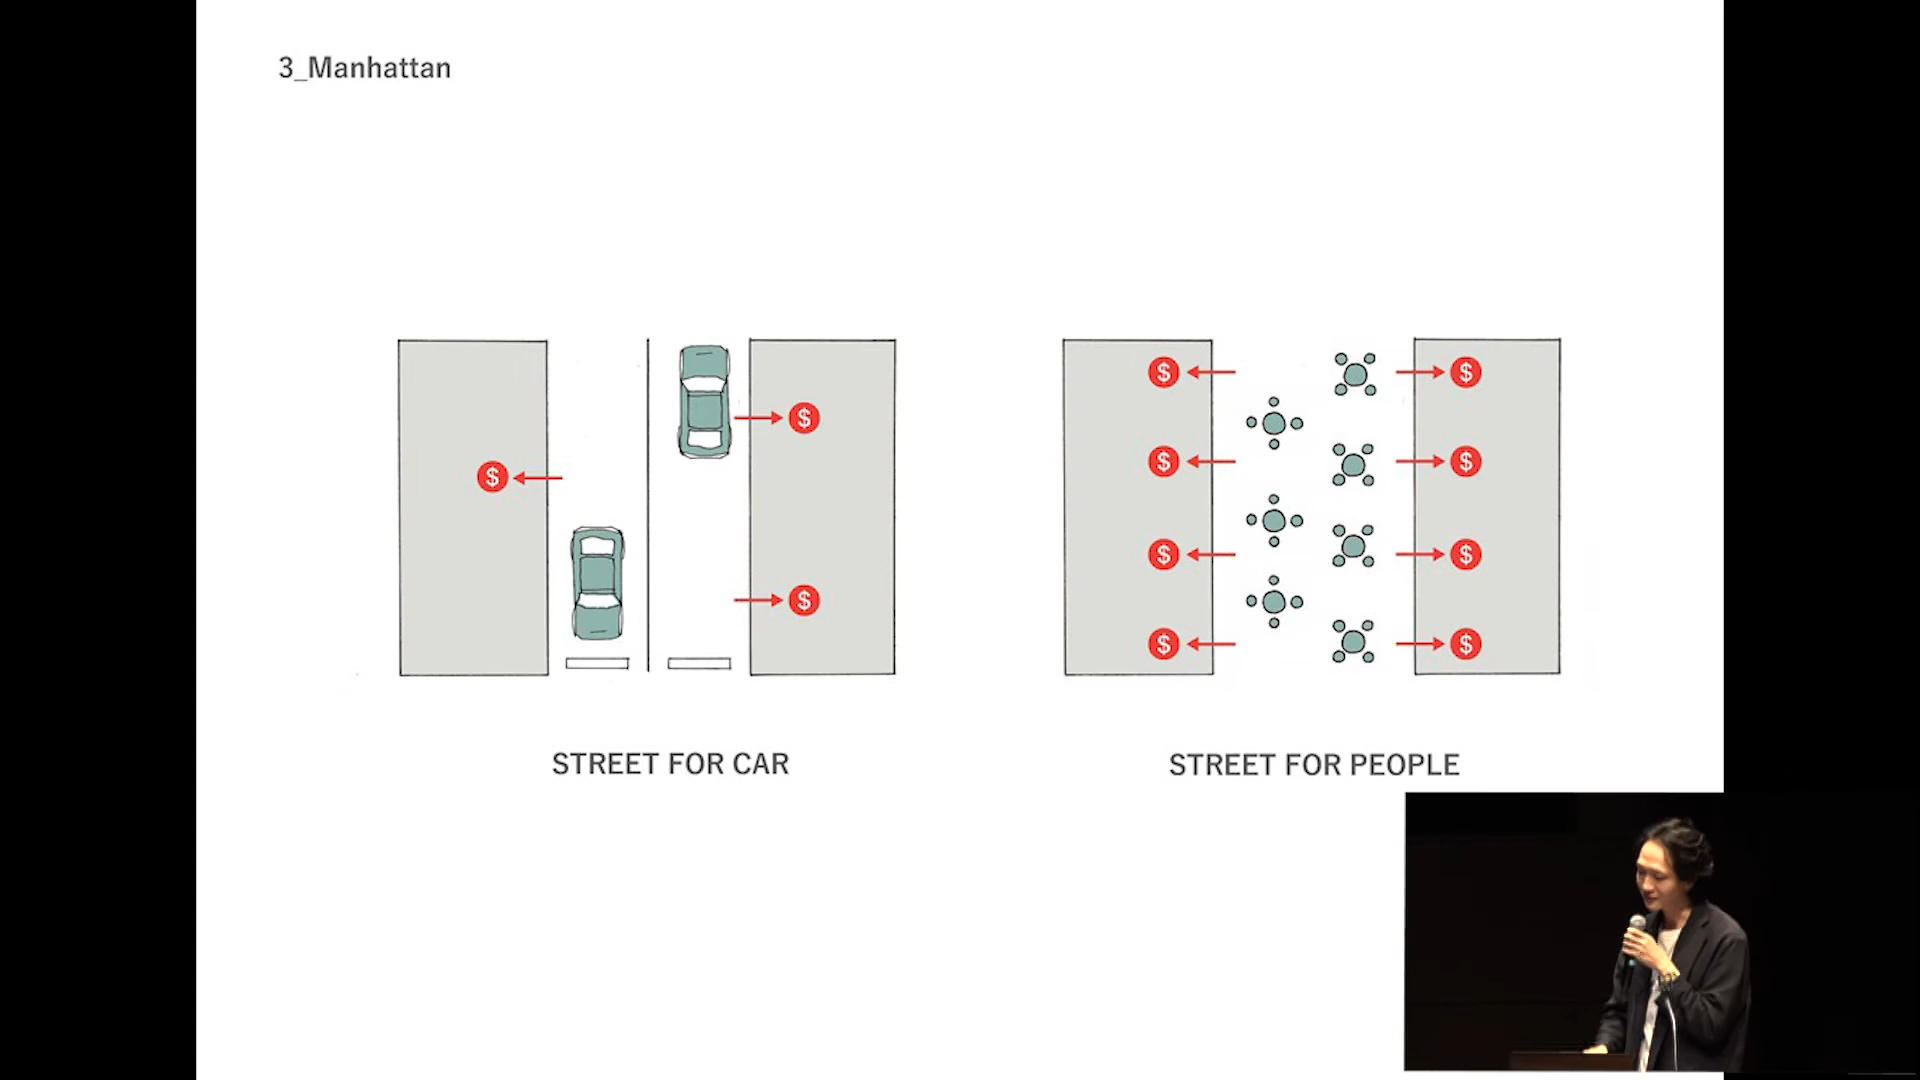 3_Manhattan
$ $
$
$
$ $
$ $
$ $
$ $
STREET FOR CAR
STREET FOR PEOPLE